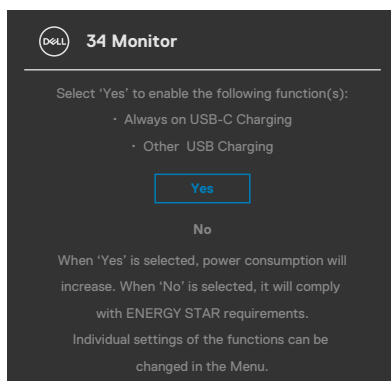 DELL
34 Monitor
Select ‘Yes’ to enable the following function(s):
· Always on USB-C Charging
· Other  USB Charging
Yes
No
When ‘Yes’ is selected, power consumption will
increase. When ‘No’ is selected, it will comply
with ENERGY STAR requirements.
Individual settings of the functions can be
changed in the Menu.